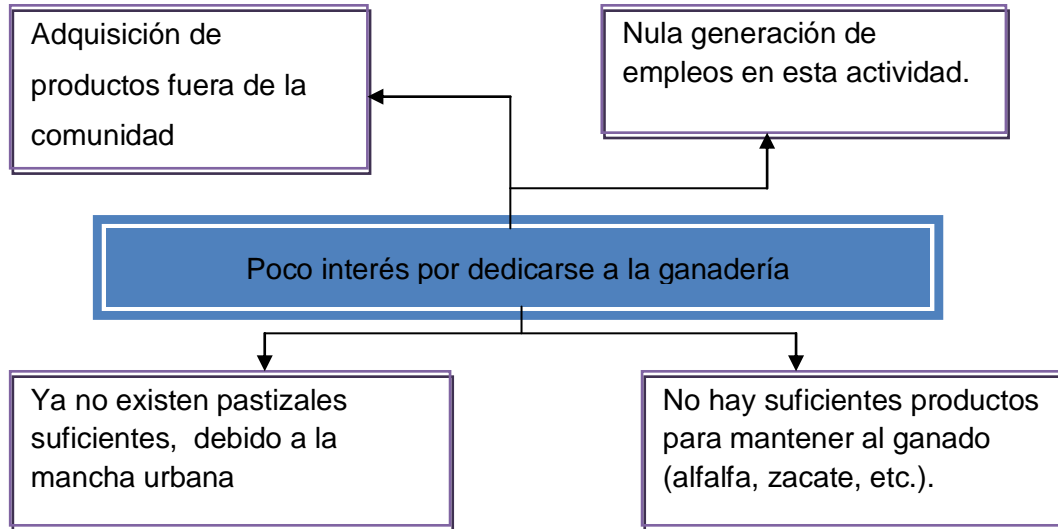 Adquisición de
productos fuera de la
comunidad
Nula generación de
empleos en esta actividad.
Poco interés por dedicarse a la ganadería
Ya no existen pastizales
suficientes, debido a la
mancha urbana
No hay suficientes productos
para mantener al ganado
(alfalfa, zacate, etc.).